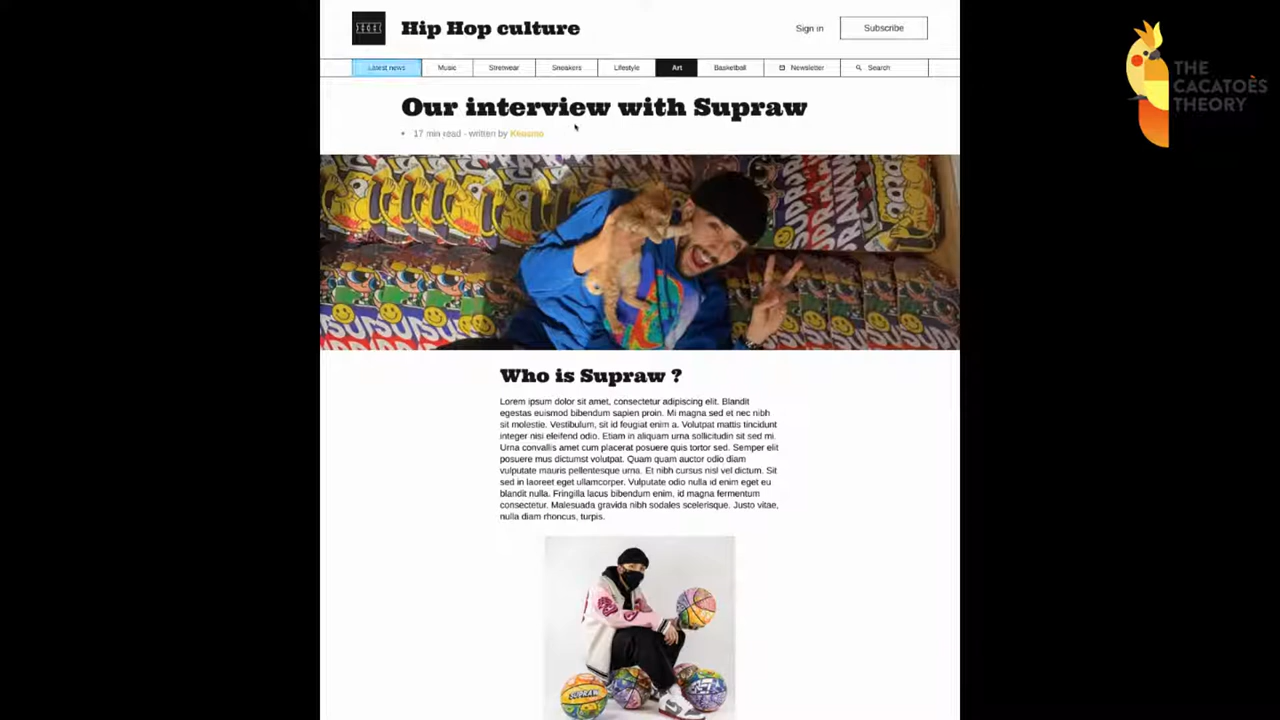 Hip Hop culture
Sign in
Subscribe
THE
CACATOÈS
THEORY
Latest news
Music
Stretwear
Sneakers
Lifestyle
Art
Basketball
Newsletter
Search
Our interview with Supraw
17 min read - written by
Who is Supraw ?
Lorem ipsum dolor sit amet, consectetur adipiscing elit. Blandit
egestas euismod bibendum sapien proin. Mi magna sed et nec nibh
sit molestie. Vestibulum, sit id feugiat enim a. Volutpat mattis tincidunt
integer nisi eleifend odio. Etiam in aliquam urna sollicitudin sit sed mi.
Urna convallis amet cum placerat posuere quis tortor sed. Semper elit
posuere mus dictumst volutpat. Quam quam auctor odio diam
vulputate mauris pellentesque urna. Et nibh cursus nisl vel dictum. Sit
sed in laoreet eget ullamcorper. Vulputate odio nulla id enim eget eu
blandit nulla. Fringilla lacus bibendum enim, id magna fermentum
consectetur. Malesuada gravida nibh sodales scelerisque. Justo vitae,
nulla diam rhoncus, turpis.
SUPRAW